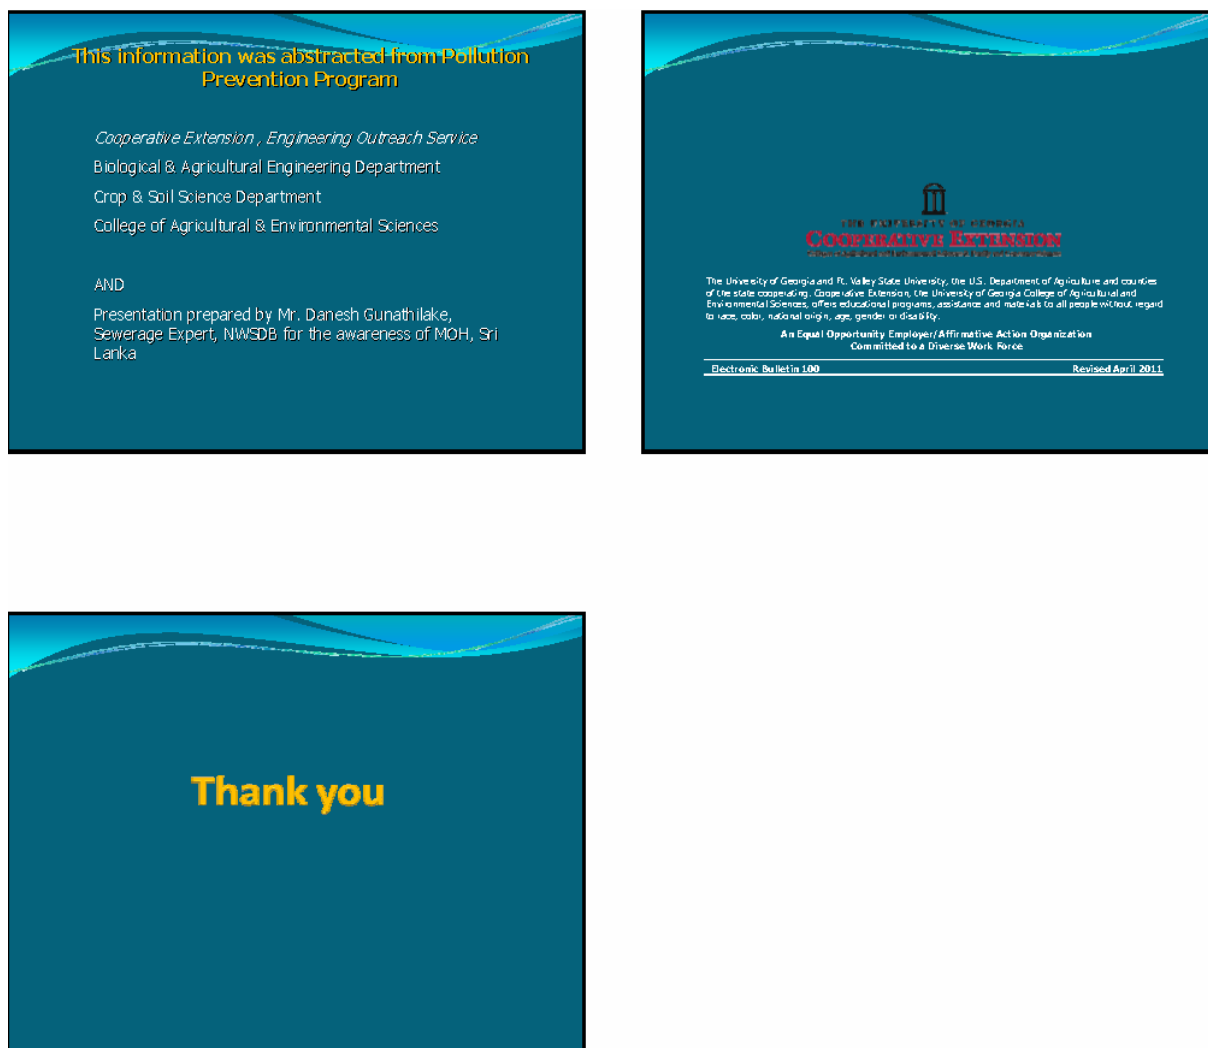 This information was abstracted from Pollution
Prevention Program
Cooperative Extension , Engineering Outreach Service
Biological & Agricultural Engineering Department
Crop & Soil Science Department
College of Agricultural & Environmental Sciences
AND
Presentation prepared by Mr. Danesh Gunathilake,
Sewerage Expert, NWSDB for the awareness of MOH, Sri
Lanka
THE UNIVERSITY OF GEORGIA
COOPERATIVE EXTENSION
The University of Georgia and Ft. Valley State University, the U.S. Department of Agriculture and counties
of the state cooperating. Cooperative Extension, the University of Georgia College of Agricultural and
Environmental Sciences, offers educational programs, assistance and materials to all people without regard
to race, color, national origin, age, gender or disability.
An Equal Opportunity Employer/Affirmative Action Organization
Committed to a Diverse Work Force
Electronic Bulletin 100 Revised April 2011
Thank you